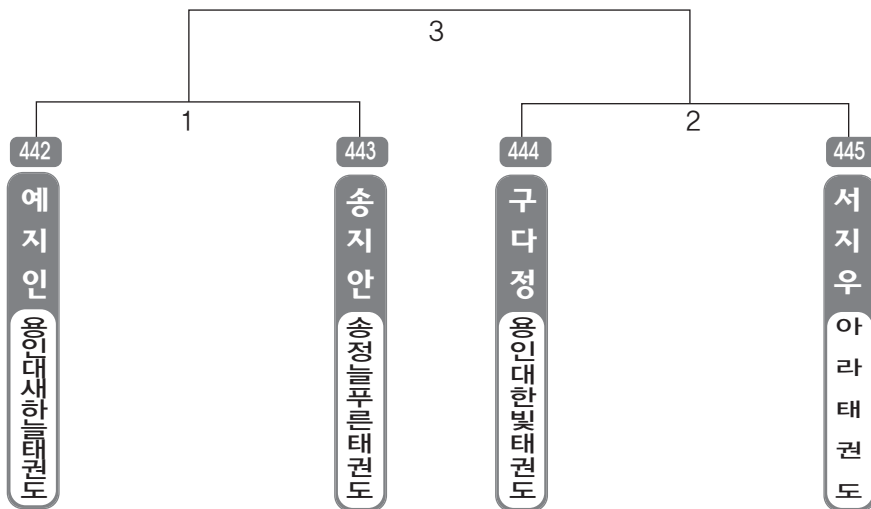 3
1
2
442
443
444
445
예지인
송지안
구다정
서지우
용인대새하늘태권도
송정늘푸른태권도
용인대한빛태권도
아라태권도